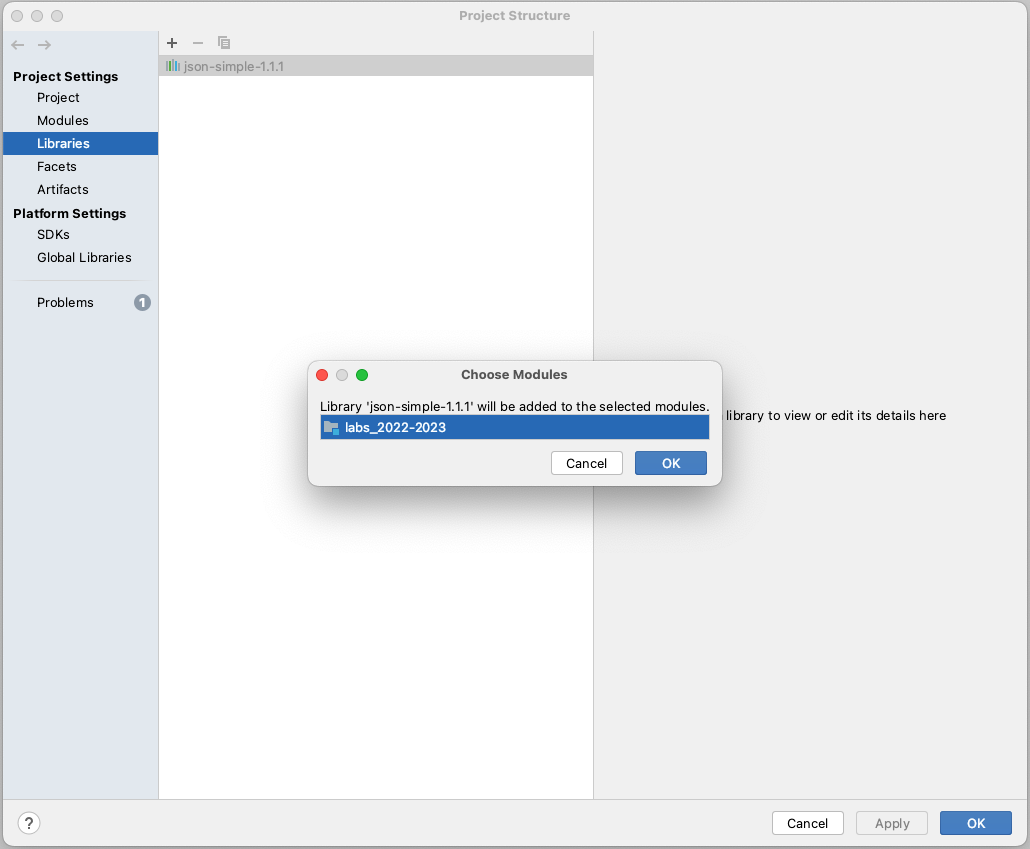 Project Structure
json-simple-1.1.1
Project Settings
Project
Modules
Libraries
Facets
Artifacts
Platform Settings
SDKs
Global Libraries
Problems
1
Choose Modules
Library 'json-simple-1.1.1' will be added to the selected modules.
labs_2022-2023
Cancel
OK
library to view or edit its details here
?
Cancel
Apply
OK